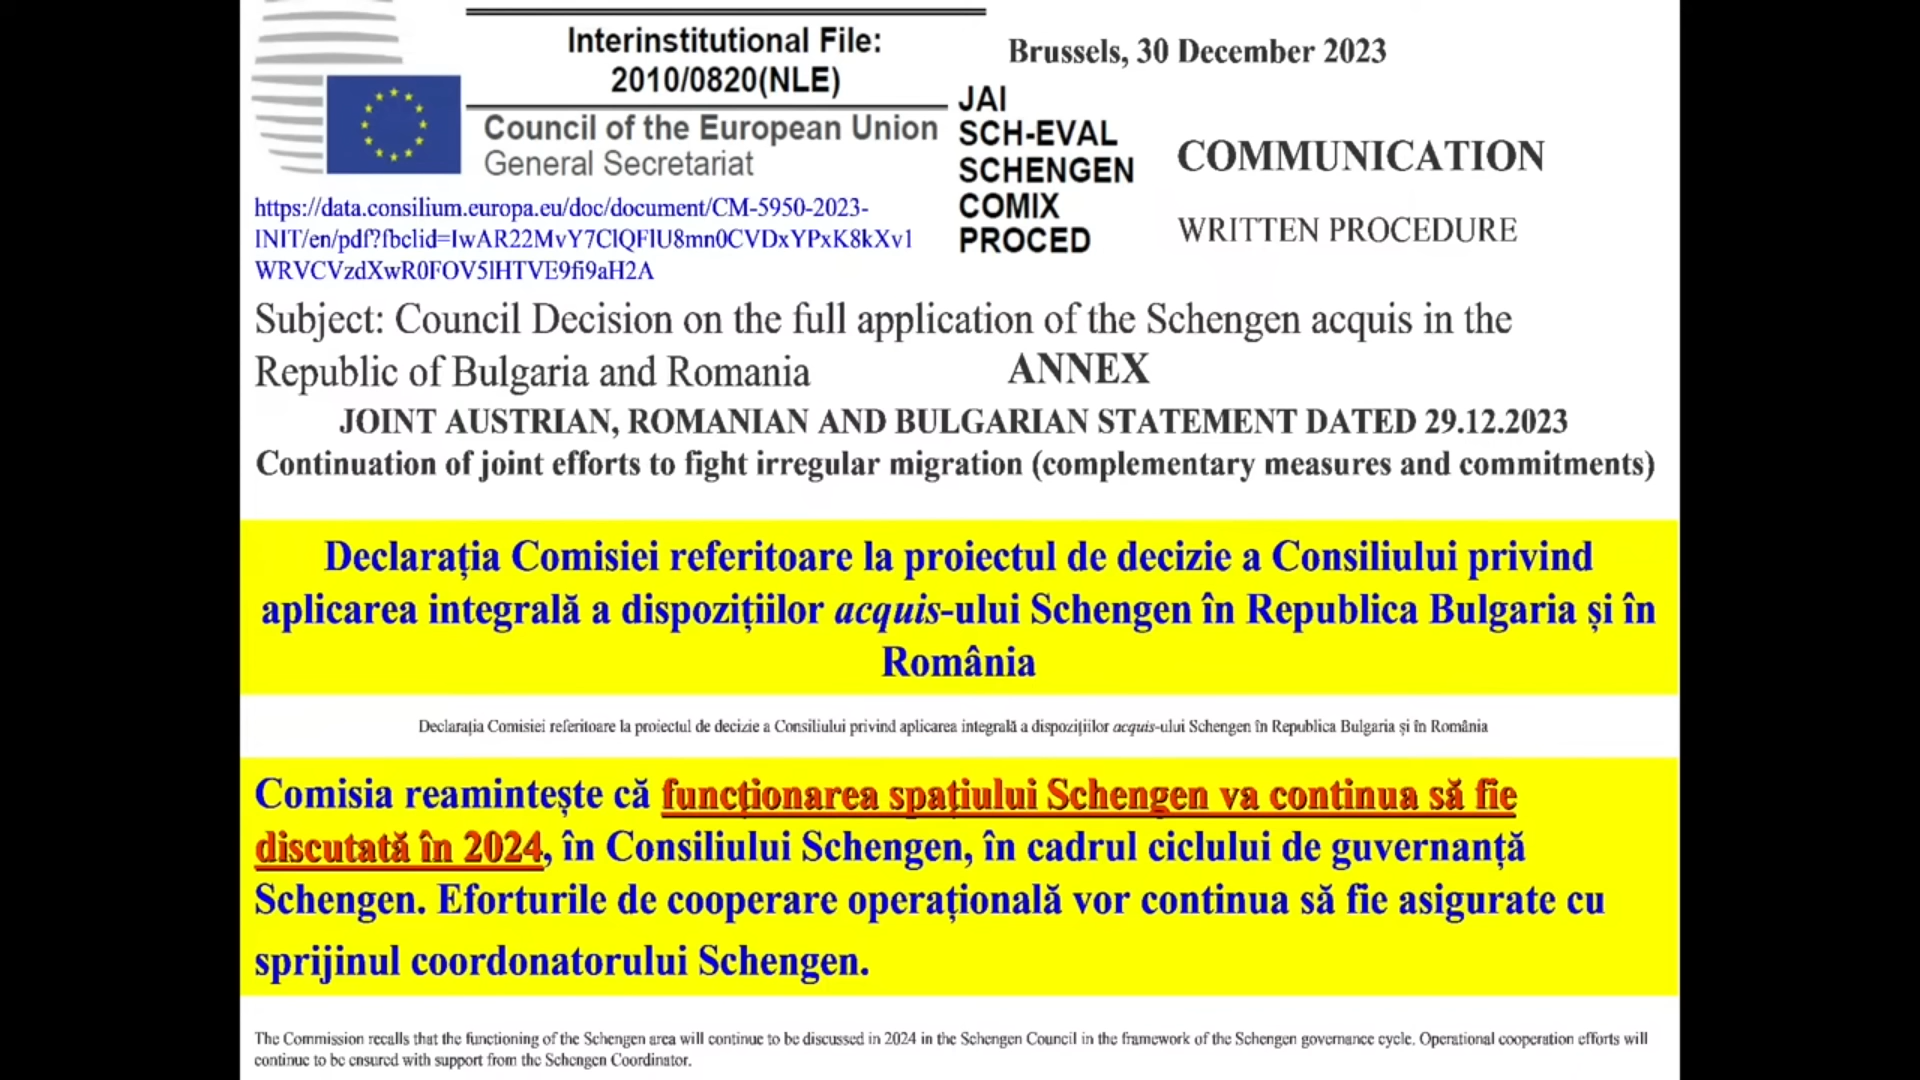 Interinstitutional File:
2010/0820(NLE)
Brussels, 30 December 2023
Council of the European Union
General Secretariat
JAI
SCH-EVAL
SCHENGEN
COMIX
PROCED
COMMUNICATION
WRITTEN PROCEDURE
https://data.consilium.europa.eu/doc/document/CM-5950-2023-
INIT/en/pdf?fbclid=IwAR22MvY7ClQFlU8mn0CVDxYPxK8kXv1
WRVCVzdXwR0FOV5lHTVE9fi9aH2A
Subject: Council Decision on the full application of the Schengen acquis in the
Republic of Bulgaria and Romania
ANNEX
JOINT AUSTRIAN, ROMANIAN AND BULGARIAN STATEMENT DATED 29.12.2023
Continuation of joint efforts to fight irregular migration (complementary measures and commitments)
Declarația Comisiei referitoare la proiectul de decizie a Consiliului privind
aplicarea integrală a dispozițiilor acquis-ului Schengen în Republica Bulgaria și în
România
Declarația Comisiei referitoare la proiectul de decizie a Consiliului privind aplicarea integrală a dispozițiilor acquis-ului Schengen în Republica Bulgaria și în România
Comisia reamintește că funcționarea spațiului Schengen va continua să fie
discutată în 2024, în Consiliului Schengen, în cadrul ciclului de guvernanță
Schengen. Eforturile de cooperare operațională vor continua să fie asigurate cu
sprijinul coordonatorului Schengen.
The Commission recalls that the functioning of the Schengen area will continue to be discussed in 2024 in the Schengen Council in the framework of the Schengen governance cycle. Operational cooperation efforts will
continue to be ensured with support from the Schengen Coordinator.